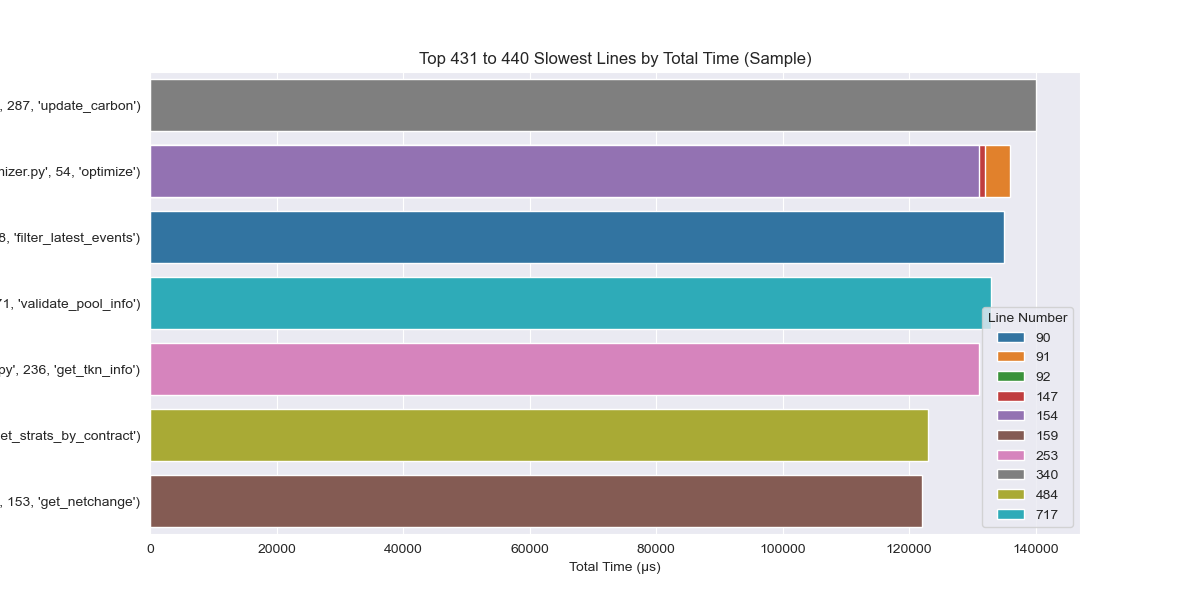 Top 431 to 440 Slowest Lines by Total Time (Sample)
, 287, 'update_carbon')
nizer.py', 54, 'optimize')
8, 'filter_latest_events')
71, 'validate_pool_info')
py', 236, 'get_tkn_info')
et_strats_by_contract')
, 153, 'get_netchange')
Line Number
90
91
92
147
154
159
253
340
484
717
0 20000 40000 60000 80000 100000 120000 140000
Total Time (µs)